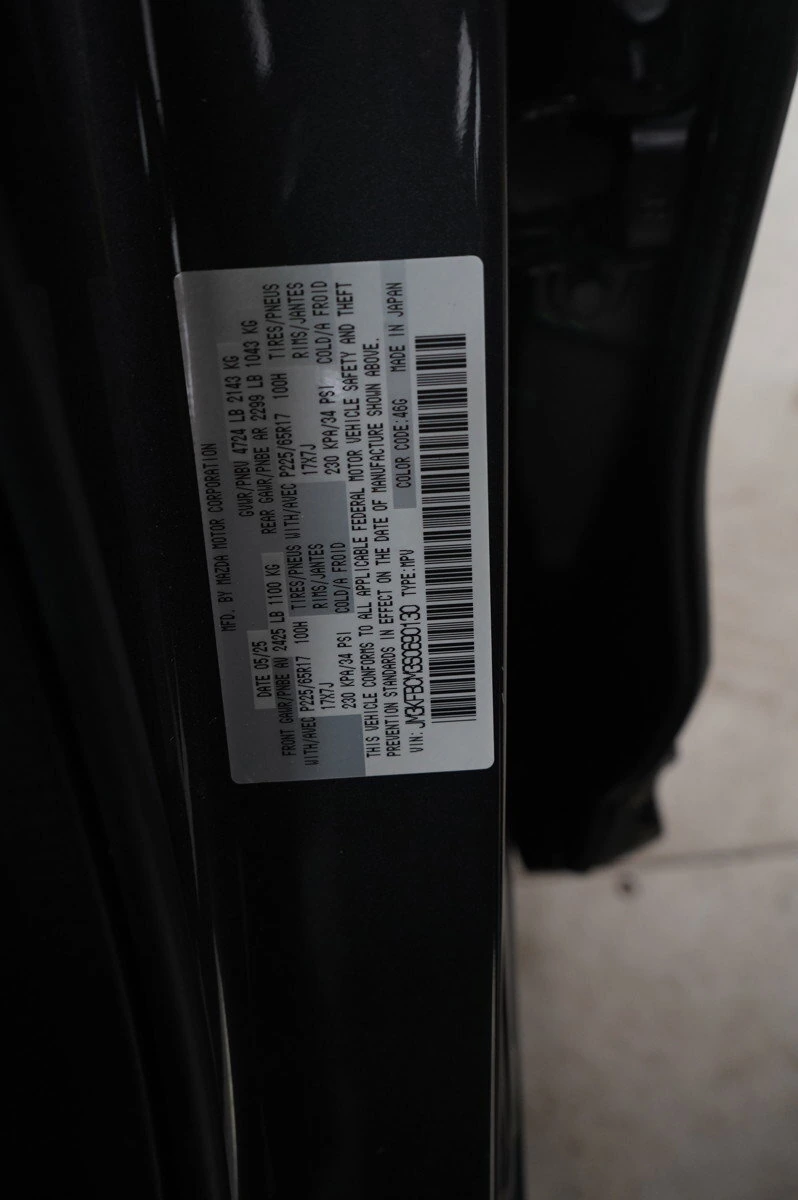 MFD. BY MAZDA MOTOR CORPORATION
DATE 05/25 GVWR/PNBV 4724 LB 2143 KG
FRONT GAWR/PNBE AV 2425 LB 1100 KG REAR GAWR/PNBE AR 2299 LB 1043 KG
WITH/AVEC P225/65R17 100H TIRES/PNEUS WITH/AVEC P225/65R17 100H TIRES/PNEUS
17X7J RIMS/JANTES 17X7J RIMS/JANTES
230 KPA/34 PSI COLD/A FROID 230 KPA/34 PSI COLD/A FROID
THIS VEHICLE CONFORMS TO ALL APPLICABLE FEDERAL MOTOR VEHICLE SAFETY AND THEFT
PREVENTION STANDARDS IN EFFECT ON THE DATE OF MANUFACTURE SHOWN ABOVE.
VIN: JM3KFBCM3S0690130 TYPE:MPV COLOR CODE:46G MADE IN JAPAN